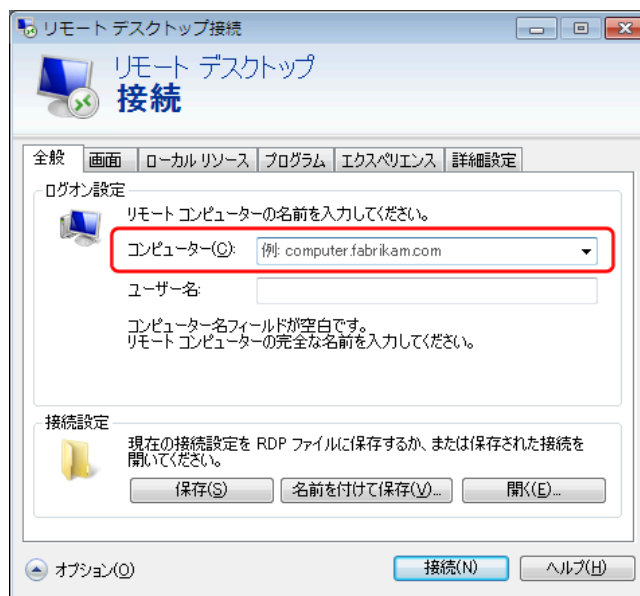 リモート デスクトップ接続
リモート デスクトップ
接続
全般 画面 ローカル リソース プログラム エクスペリエンス 詳細設定
ログオン設定
リモート コンピューターの名前を入力してください。
コンピューター(C): 例: computer.fabrikam.com
ユーザー名:
コンピューター名フィールドが空白です。
リモート コンピューターの完全な名前を入力してください。
接続設定
現在の接続設定を RDP ファイルに保存するか、または保存された接続を
開いてください。
保存(S) 名前を付けて保存(V)... 開く(E)...
オプション(O) 接続(N) ヘルプ(H)